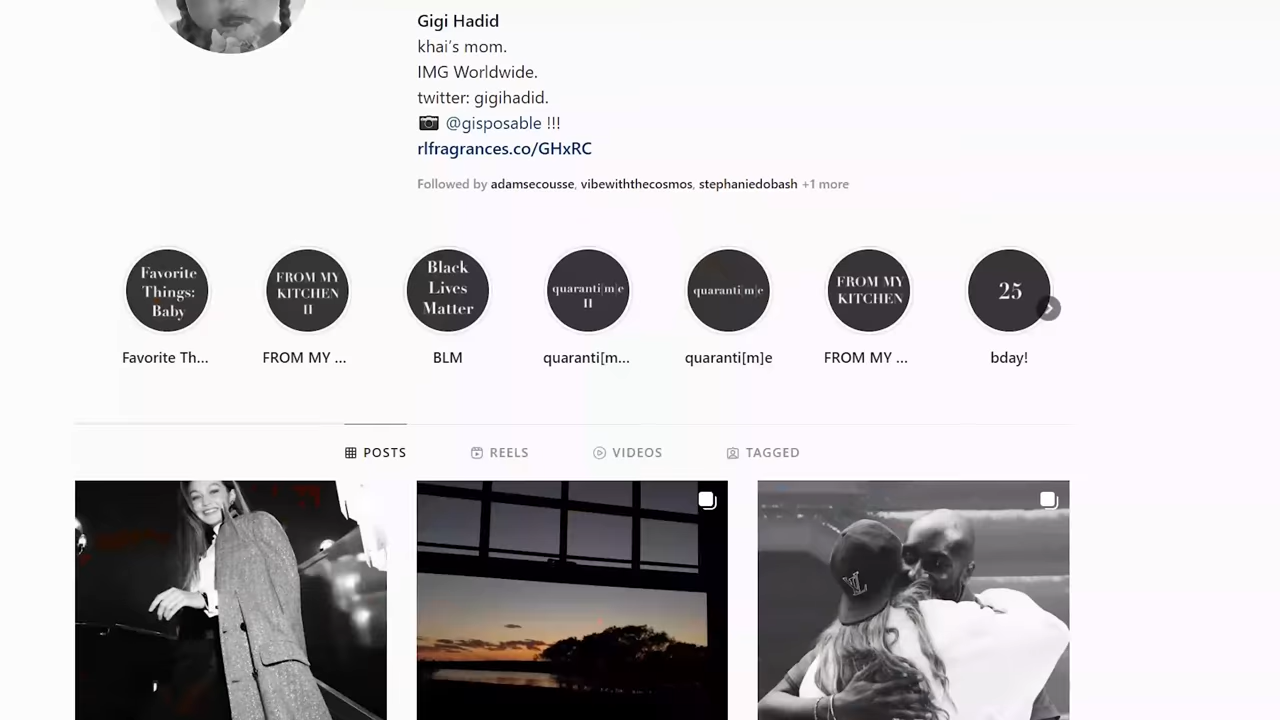 Gigi Hadid
khai's mom.
IMG Worldwide.
twitter: gigihadid.
📷 @gisposable !!!
rlfragrances.co/GHxRC
Followed by adamsecousse, vibewiththecosmos, stephaniedobash +1 more
Favorite
Things:
Baby
FROM MY
KITCHEN
II
Black
Lives
Matter
quaranti[m]e
II
quaranti[m]e
FROM MY
KITCHEN
25
Favorite Th...
FROM MY ...
BLM
quaranti[m...
quaranti[m]e
FROM MY ...
bday!
POSTS
REELS
VIDEOS
TAGGED
LV